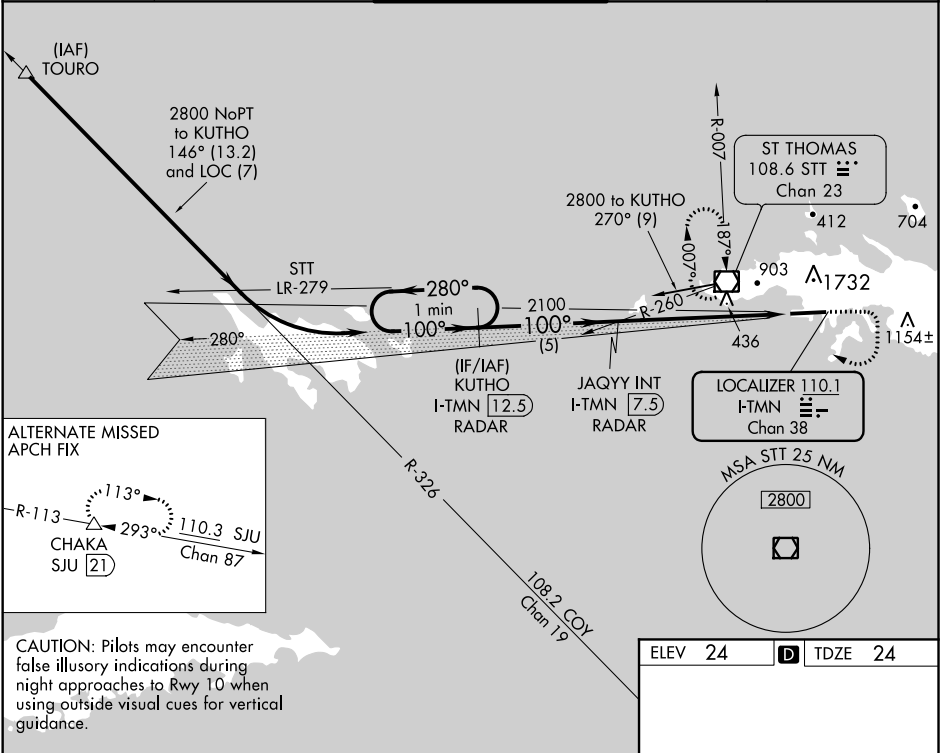 (IAF)
TOURO
2800 NoPT
to KUTHO
146° (13.2)
and LOC (7)
R-007
ST THOMAS
108.6 STT
Chan 23
2800 to KUTHO
270° (9)
187°
007°
412
704
903
1732
STT
LR-279
280°
1 min
100°
2100
100°
(5)
R-260
436
1154±
280°
(IF/IAF)
KUTHO
I-TMN 12.5
RADAR
JAQYY INT
I-TMN 7.5
RADAR
LOCALIZER 110.1
I-TMN
Chan 38
ALTERNATE MISSED
APCH FIX
113°
R-113
293°
110.3 SJU
Chan 87
CHAKA
SJU 21
R-326
108.2 COY
Chan 19
MSA STT 25 NM
2800
CAUTION: Pilots may encounter
false illusory indications during
night approaches to Rwy 10 when
using outside visual cues for vertical
guidance.
ELEV 24 D TDZE 24